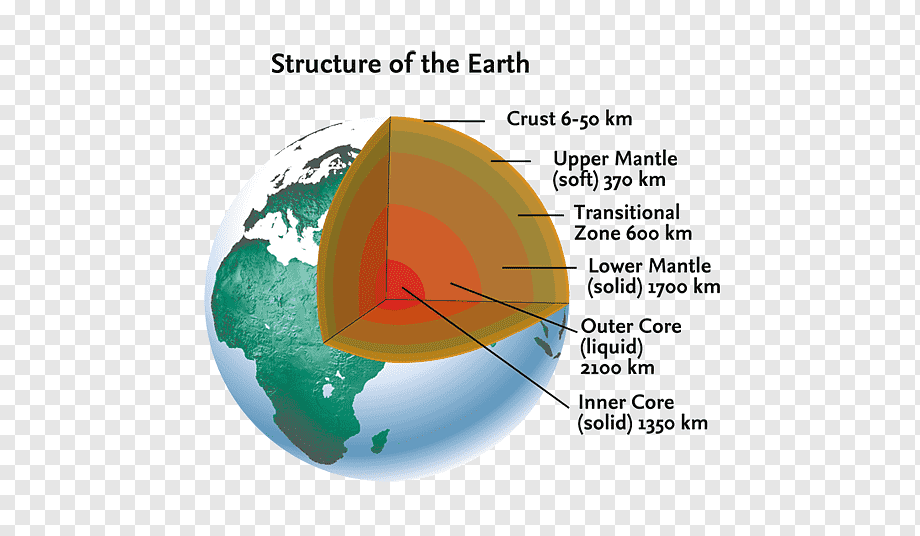 Structure of the Earth
Crust 6-50 km
Upper Mantle
(soft) 370 km
Transitional
Zone 600 km
Lower Mantle
(solid) 1700 km
Outer Core
(liquid)
2100 km
Inner Core
(solid) 1350 km